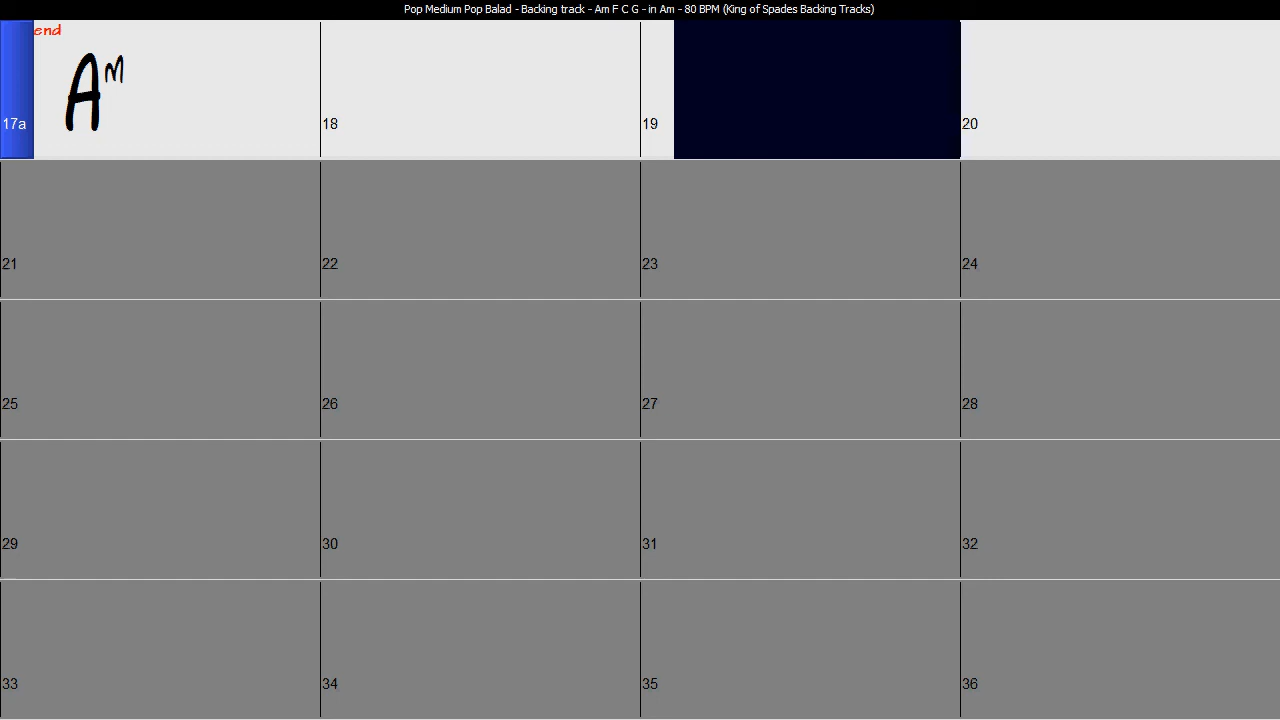 Pop Medium Pop Balad - Backing track - Am F C G - in Am - 80 BPM (King of Spades Backing Tracks)
end
Am
17a 18 19 20
21 22 23 24
25 26 27 28
29 30 31 32
33 34 35 36